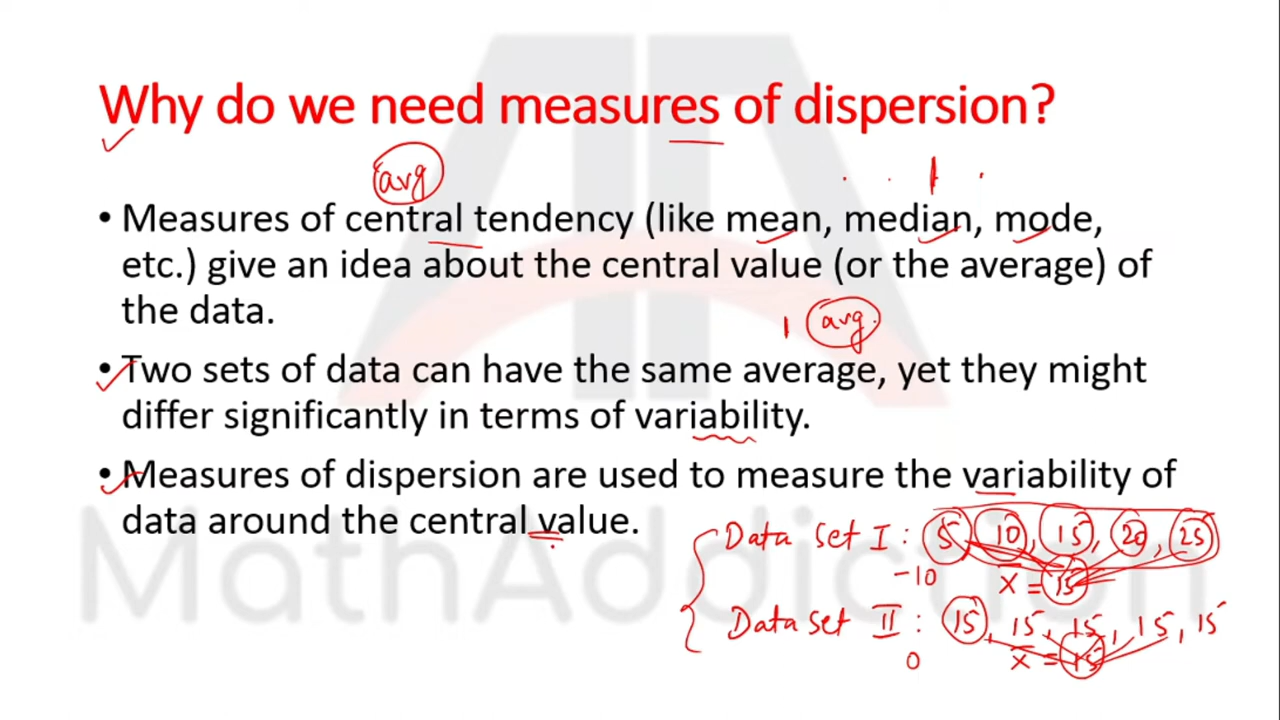 Why do we need measures of dispersion?
avg
• Measures of central tendency (like mean, median, mode,
etc.) give an idea about the central value (or the average) of
the data.
avg.
• Two sets of data can have the same average, yet they might
differ significantly in terms of variability.
• Measures of dispersion are used to measure the variability of
data around the central value.
Data set I : 5, 10, 15, 20, 25
-10 x̄ = 15
Data set II : 15, 15, 15, 15, 15
0 x̄ = 15
MathAddiction